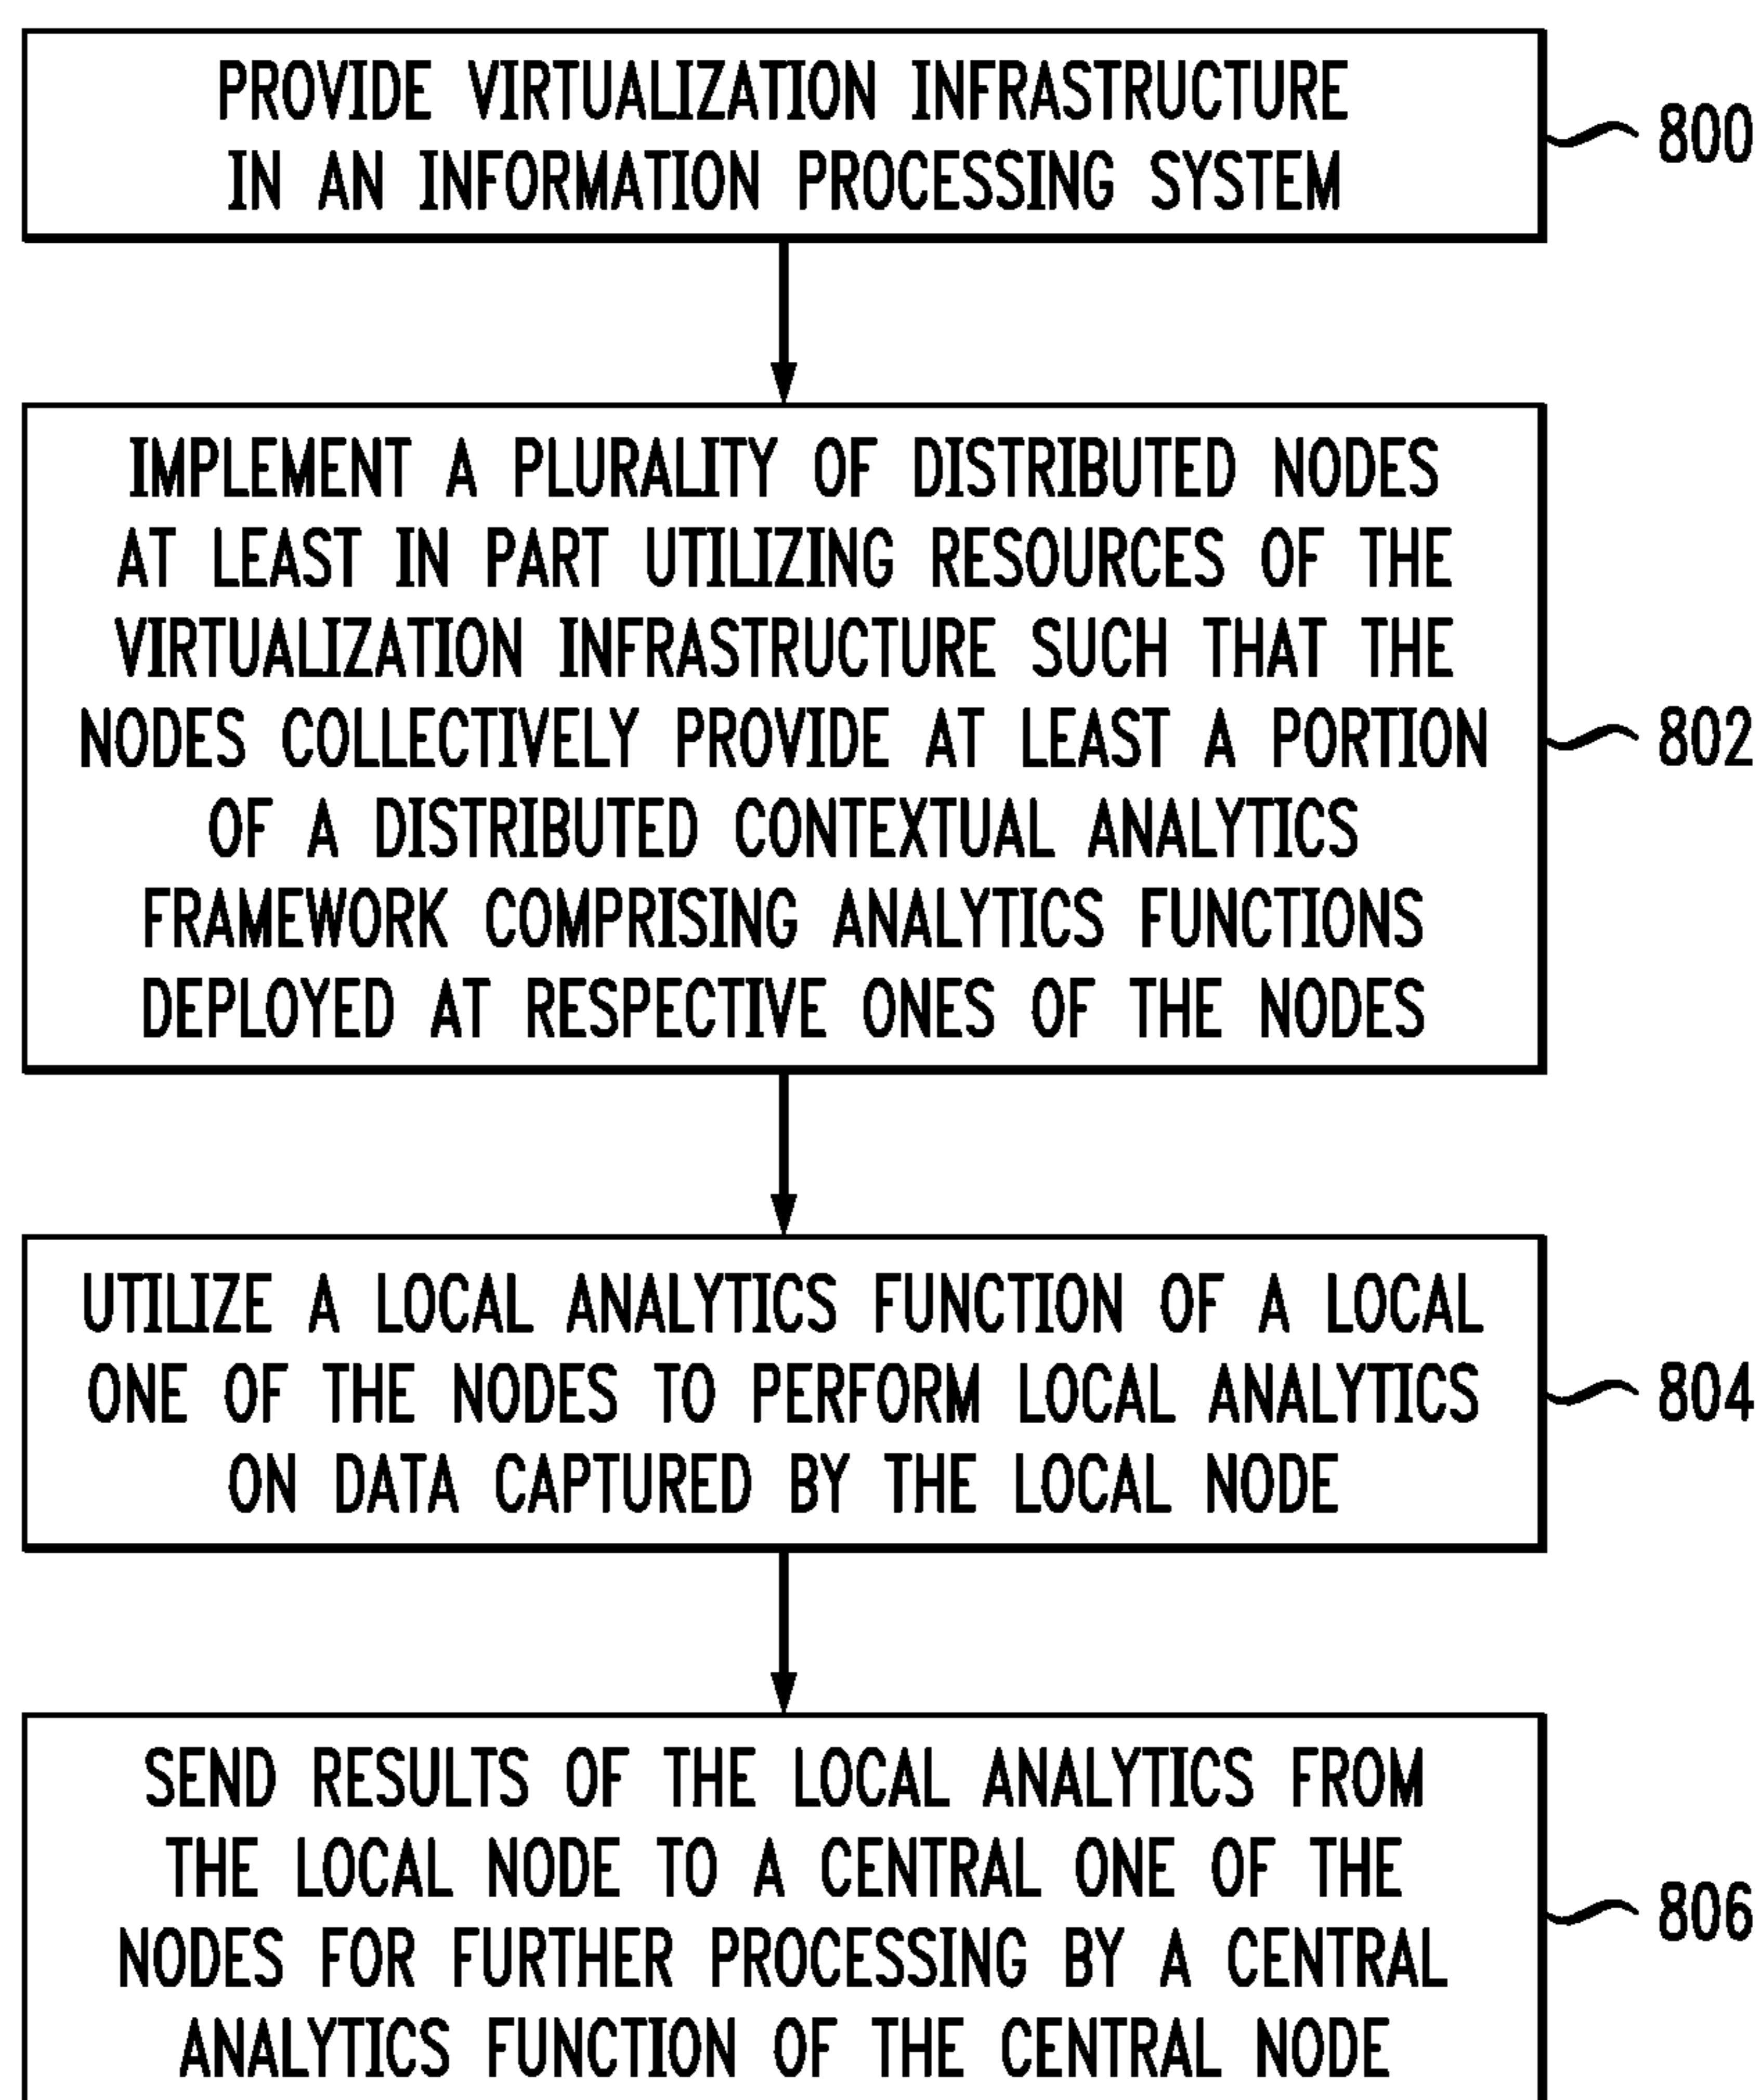 PROVIDE VIRTUALIZATION INFRASTRUCTURE
IN AN INFORMATION PROCESSING SYSTEM
800
IMPLEMENT A PLURALITY OF DISTRIBUTED NODES
AT LEAST IN PART UTILIZING RESOURCES OF THE
VIRTUALIZATION INFRASTRUCTURE SUCH THAT THE
NODES COLLECTIVELY PROVIDE AT LEAST A PORTION
OF A DISTRIBUTED CONTEXTUAL ANALYTICS
FRAMEWORK COMPRISING ANALYTICS FUNCTIONS
DEPLOYED AT RESPECTIVE ONES OF THE NODES
802
UTILIZE A LOCAL ANALYTICS FUNCTION OF A LOCAL
ONE OF THE NODES TO PERFORM LOCAL ANALYTICS
ON DATA CAPTURED BY THE LOCAL NODE
804
SEND RESULTS OF THE LOCAL ANALYTICS FROM
THE LOCAL NODE TO A CENTRAL ONE OF THE
NODES FOR FURTHER PROCESSING BY A CENTRAL
ANALYTICS FUNCTION OF THE CENTRAL NODE
806